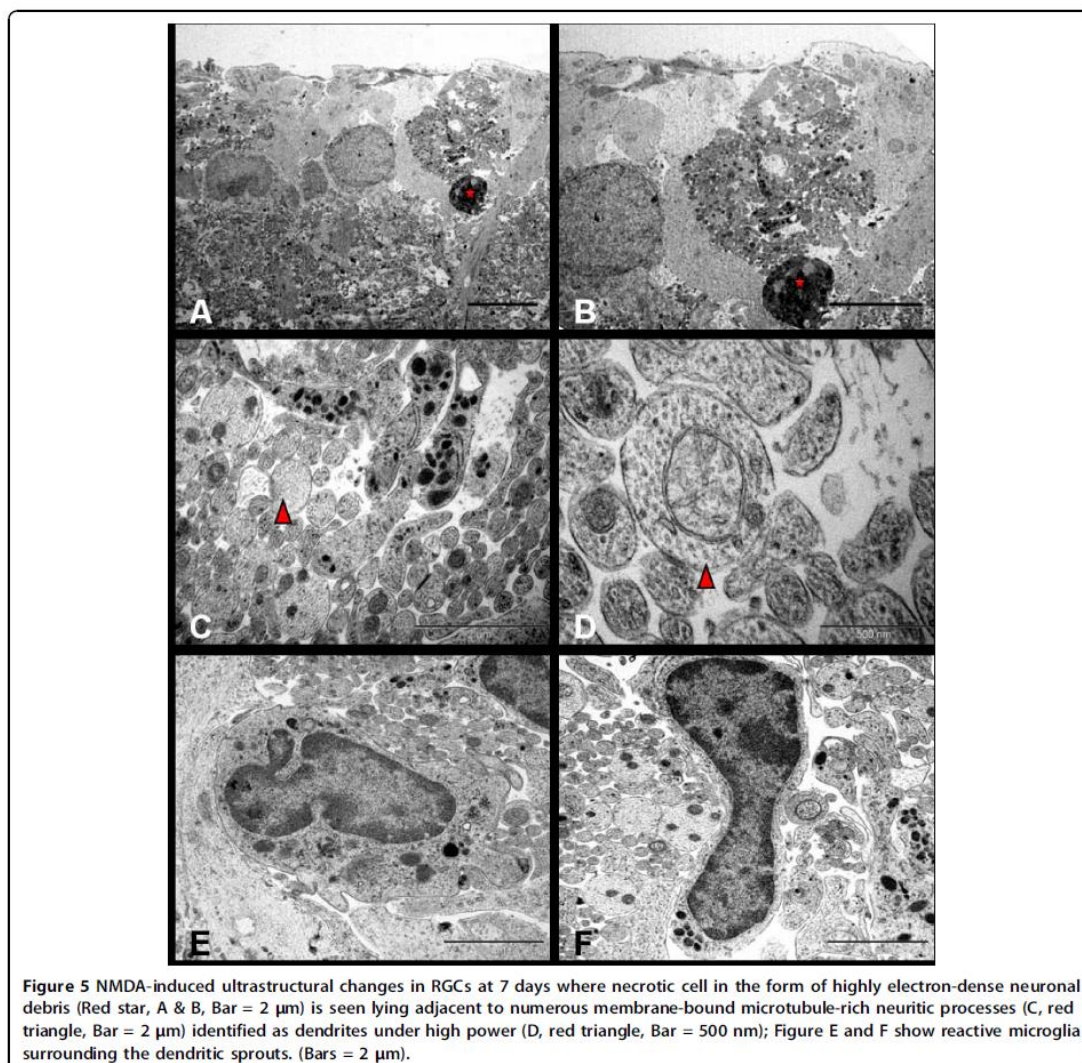 A
B
C
D
500 nm
E
F
Figure 5 NMDA-induced ultrastructural changes in RGCs at 7 days where necrotic cell in the form of highly electron-dense neuronal
debris (Red star, A & B, Bar = 2 μm) is seen lying adjacent to numerous membrane-bound microtubule-rich neuritic processes (C, red
triangle, Bar = 2 μm) identified as dendrites under high power (D, red triangle, Bar = 500 nm); Figure E and F show reactive microglia
surrounding the dendritic sprouts. (Bars = 2 μm).